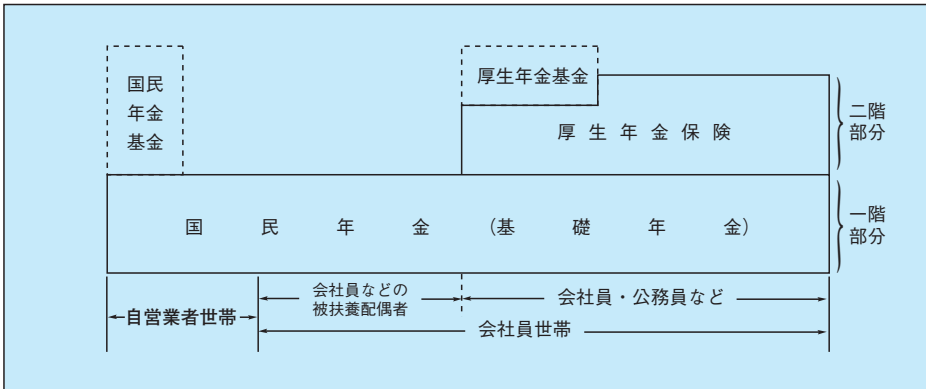 国民
年金
基金
厚生年金基金
厚生年金保険
二階
部分
国民年金(基礎年金)
一階
部分
会社員などの
被扶養配偶者
会社員・公務員など
自営業者世帯
会社員世帯